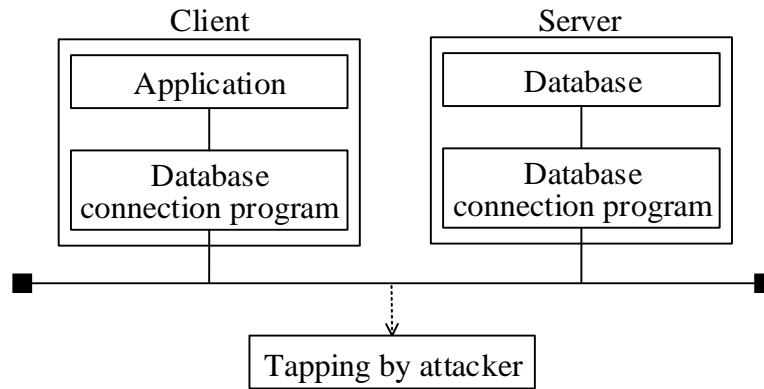 Client
Server
Application
Database
Database
connection program
Database
connection program
Tapping by attacker